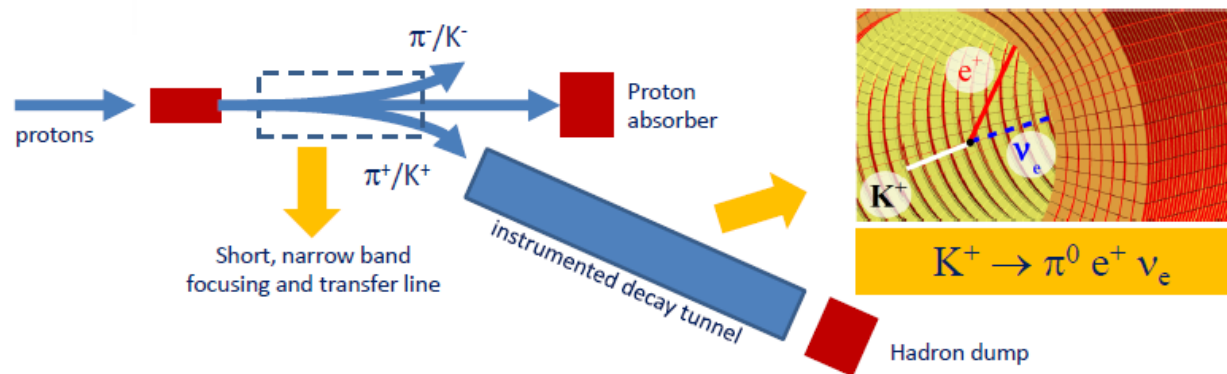 π⁻/K⁻
protons
Proton
absorber
π⁺/K⁺
Short, narrow band
focusing and transfer line
instrumented decay tunnel
Hadron dump
e⁺
νₑ
K⁺
K⁺ → π⁰ e⁺ νₑ